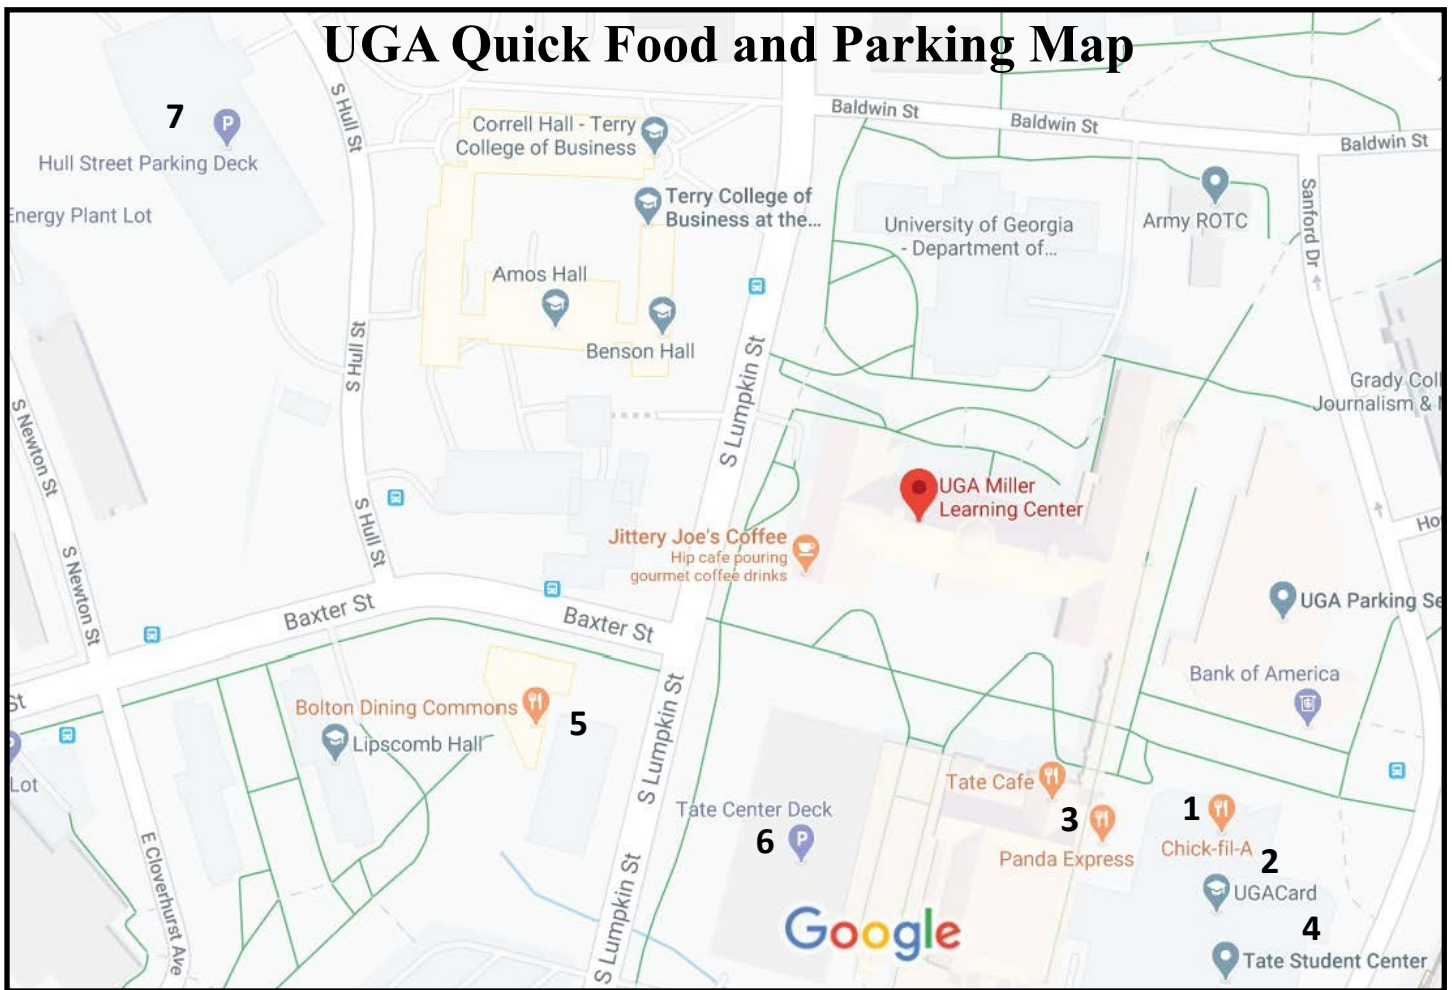 UGA Quick Food and Parking Map
7
P
Hull Street Parking Deck
Energy Plant Lot
S Hull St
Correll Hall - Terry
College of Business
Terry College of
Business at the...
Amos Hall
Benson Hall
Baldwin St
Baldwin St
Baldwin St
University of Georgia
- Department of...
Army ROTC
Sanford Dr
S Hull St
S Lumpkin St
Grady Coll
Journalism &
S Newton St
S Hull St
UGA Miller
Learning Center
Jittery Joe's Coffee
Hip cafe pouring
gourmet coffee drinks
Ho
S Newton St
Baxter St
Baxter St
UGA Parking Se
St
S Lumpkin St
Bank of America
Bolton Dining Commons
5
Lipscomb Hall
Lot
Tate Cafe
Tate Center Deck
6
P
3
Panda Express
1
Chick-fil-A
2
UGACard
E Cloverhurst Ave
S Lumpkin St
Google
4
Tate Student Center